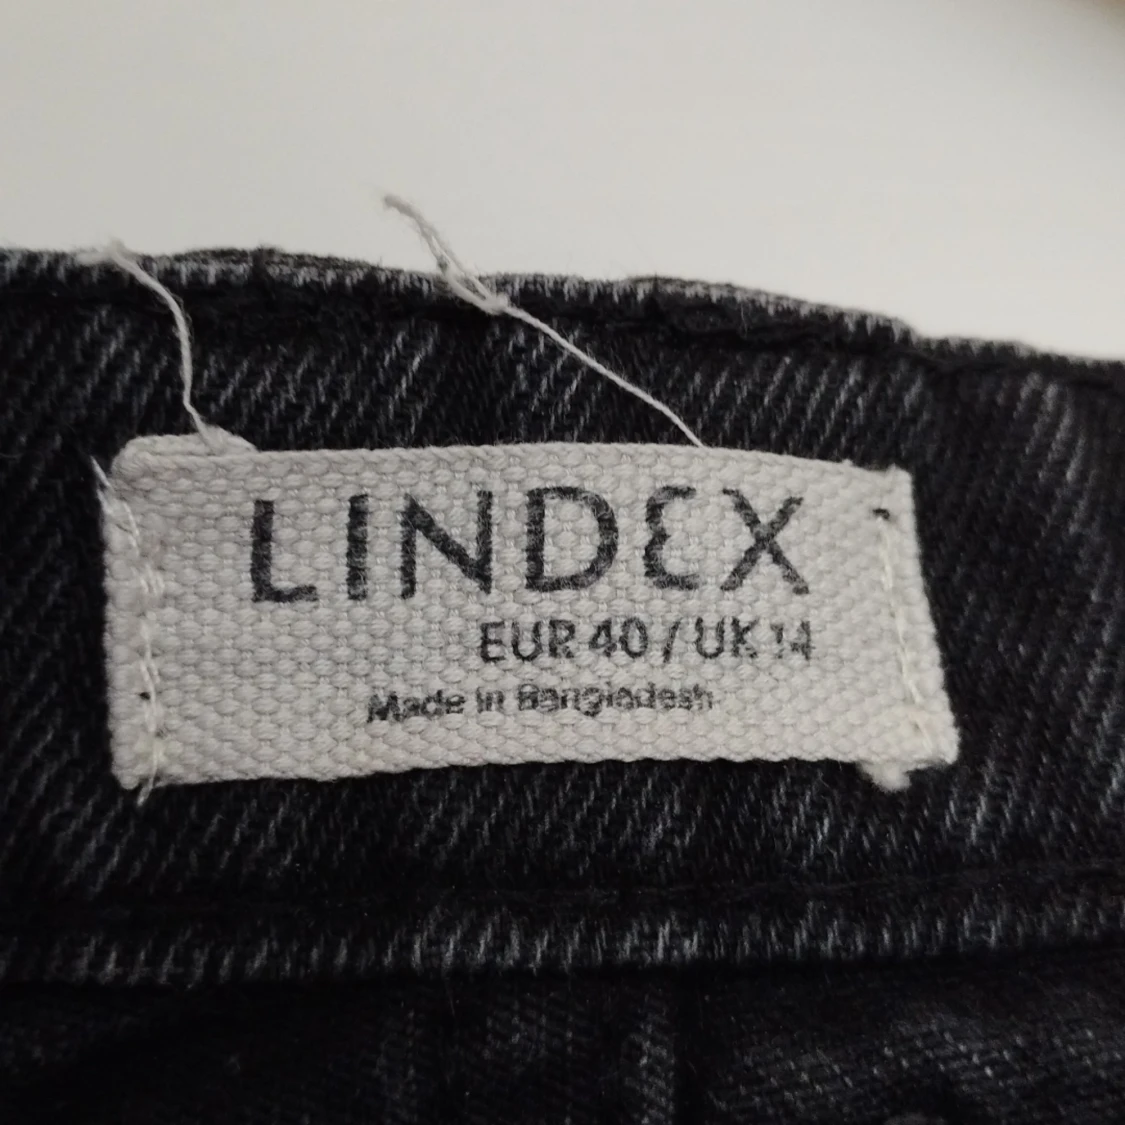 LINDEX
EUR 40 / UK 14
Made in Bangladesh